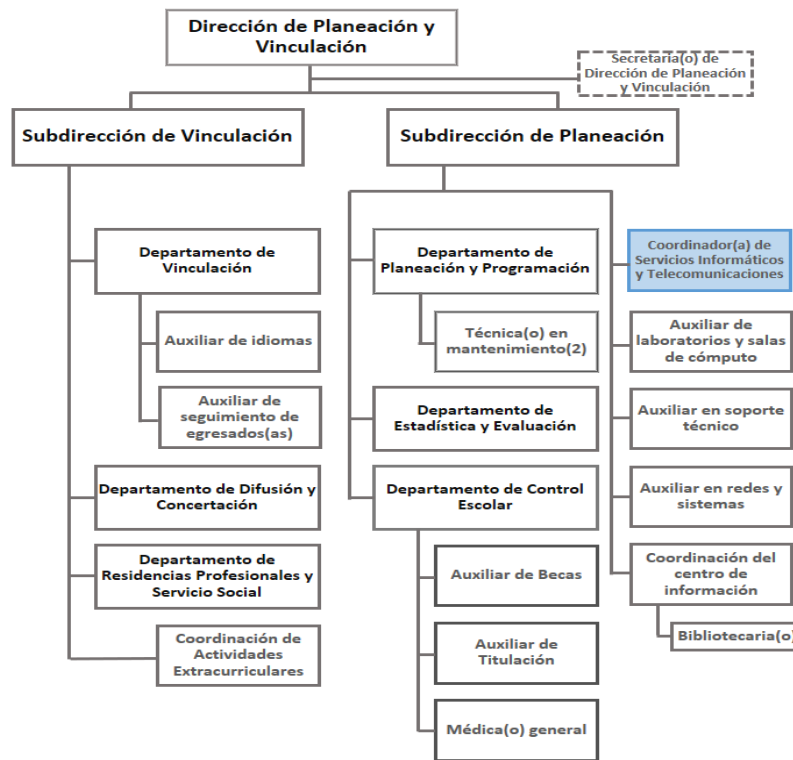 Dirección de Planeación y
Vinculación
Secretaria(o) de
Dirección de Planeación
y Vinculación
Subdirección de Vinculación
Subdirección de Planeación
Departamento de
Vinculación
Auxiliar de idiomas
Auxiliar de
seguimiento de
egresados(as)
Departamento de Difusión y
Concertación
Departamento de
Residencias Profesionales y
Servicio Social
Coordinación de
Actividades
Extracurriculares
Departamento de
Planeación y Programación
Técnica(o) en
mantenimiento(2)
Departamento de
Estadística y Evaluación
Departamento de Control
Escolar
Auxiliar de Becas
Auxiliar de
Titulación
Médica(o) general
Coordinador(a) de
Servicios Informáticos
y Telecomunicaciones
Auxiliar de
laboratorios y salas
de cómputo
Auxiliar en soporte
técnico
Auxiliar en redes y
sistemas
Coordinación del
centro de
información
Bibliotecaria(o)